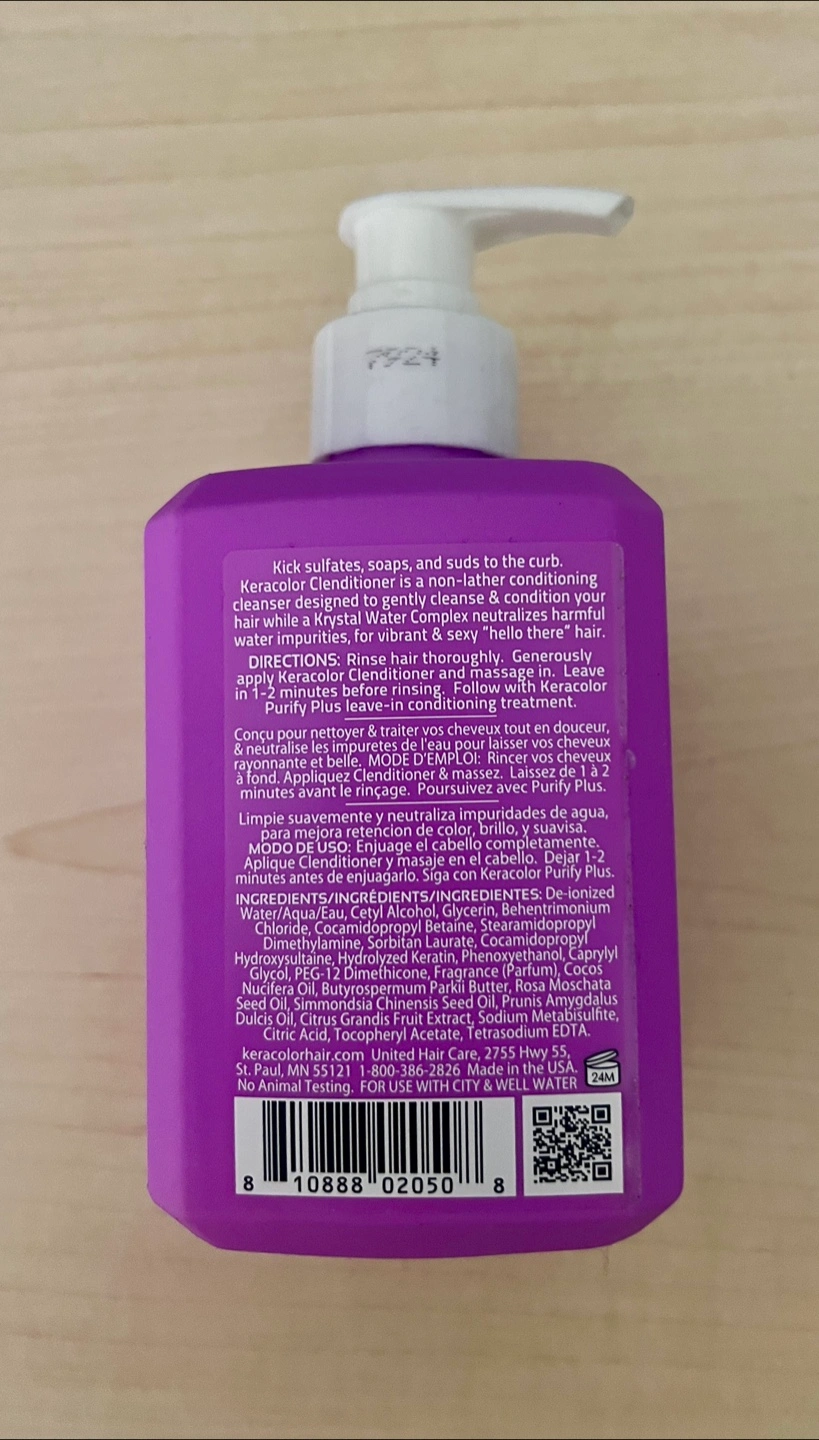 7924
Kick sulfates, soaps, and suds to the curb.
Keracolor Clenditioner is a non-lather conditioning
cleanser designed to gently cleanse & condition your
hair while a Krystal Water Complex neutralizes harmful
water impurities, for vibrant & sexy "hello there" hair.
DIRECTIONS: Rinse hair thoroughly. Generously
apply Keracolor Clenditioner and massage in. Leave
in 1-2 minutes before rinsing. Follow with Keracolor
Purify Plus leave-in conditioning treatment.
Conçu pour nettoyer & traiter vos cheveux tout en douceur,
& neutralise les impuretes de l'eau pour laisser vos cheveux
rayonnante et belle. MODE D'EMPLOI: Rincer vos cheveux
à fond. Appliquez Clenditioner & massez. Laissez de 1 à 2
minutes avant le rinçage. Poursuivez avec Purify Plus.
Limpie suavemente y neutraliza impuridades de agua,
para mejora retencion de color, brillo, y suavisa.
MODO DE USO: Enjuage el cabello completamente.
Aplique Clenditioner y masaje en el cabello. Dejar 1-2
minutes antes de enjuagarlo. Siga con Keracolor Purify Plus.
INGREDIENTS/INGRÉDIENTS/INGREDIENTES: De-ionized
Water/Aqua/Eau, Cetyl Alcohol, Glycerin, Behentrimonium
Chloride, Cocamidopropyl Betaine, Stearamidopropyl
Dimethylamine, Sorbitan Laurate, Cocamidopropyl
Hydroxysultaine, Hydrolyzed Keratin, Phenoxyethanol, Caprylyl
Glycol, PEG-12 Dimethicone, Fragrance (Parfum), Cocos
Nucifera Oil, Butyrospermum Parkii Butter, Rosa Moschata
Seed Oil, Simmondsia Chinensis Seed Oil, Prunis Amygdalus
Dulcis Oil, Citrus Grandis Fruit Extract, Sodium Metabisulfite,
Citric Acid, Tocopheryl Acetate, Tetrasodium EDTA.
keracolorhair.com United Hair Care, 2755 Hwy 55,
St. Paul, MN 55121 1-800-386-2826 Made in the USA.
No Animal Testing. FOR USE WITH CITY & WELL WATER
24M
8 10888 02050 8